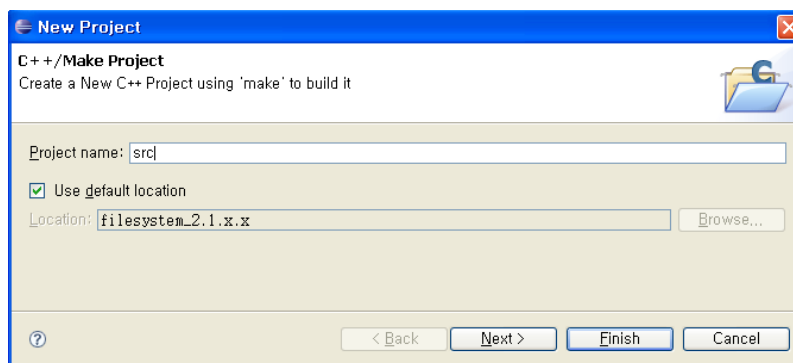 New Project
C++/Make Project
Create a New C++ Project using 'make' to build it
Project name: src
Use default location
Location: filesystem_2.1.x.x Browse...
? < Back Next > Finish Cancel